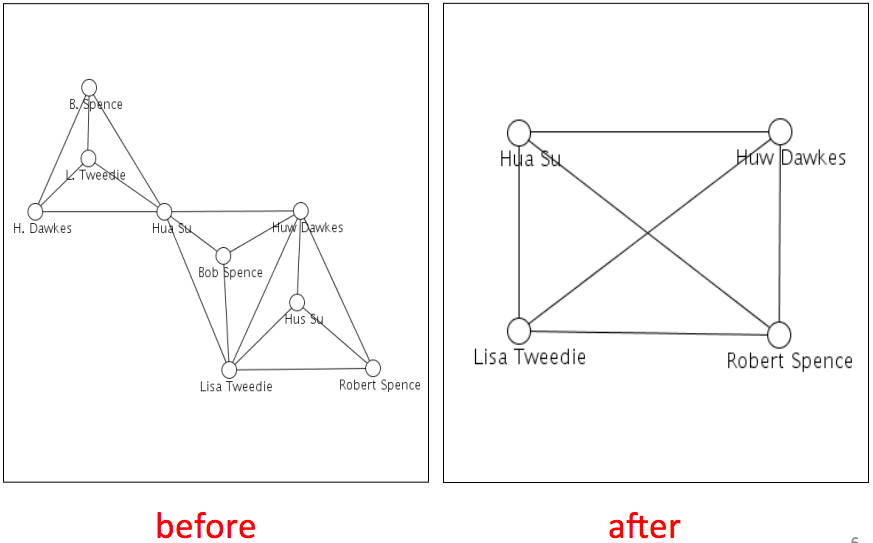 B. Spence
L. Tweedie
H. Dawkes
Hua Su
Huw Dawkes
Bob Spence
Hus Su
Lisa Tweedie
Robert Spence
Hua Su
Huw Dawkes
Lisa Tweedie
Robert Spence
before
after